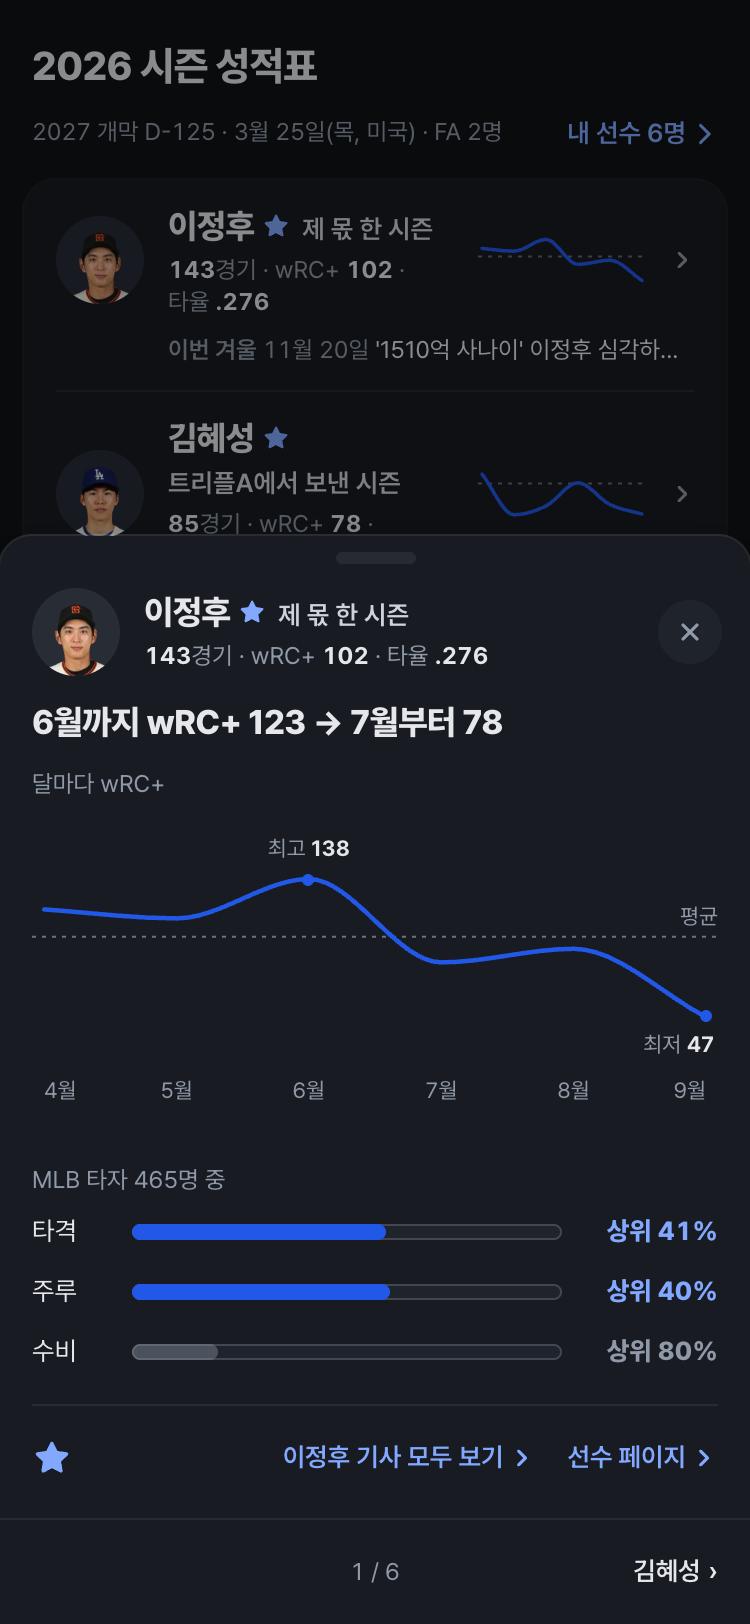 2026 시즌 성적표
2027 개막 D-125 · 3월 25일(목, 미국) · FA 2명
내 선수 6명 >
이정후 ★ 제 몫 한 시즌
143경기 · wRC+ 102 ·
타율 .276
이번 겨울 11월 20일 '1510억 사나이' 이정후 심각하...
김혜성 ★
트리플A에서 보낸 시즌
85경기 · wRC+ 78 ·
이정후 ★ 제 몫 한 시즌
143경기 · wRC+ 102 · 타율 .276
6월까지 wRC+ 123 → 7월부터 78
달마다 wRC+
최고 138
평균
최저 47
4월 5월 6월 7월 8월 9월
MLB 타자 465명 중
타격 상위 41%
주루 상위 40%
수비 상위 80%
이정후 기사 모두 보기 > 선수 페이지 >
1 / 6
김혜성 ›